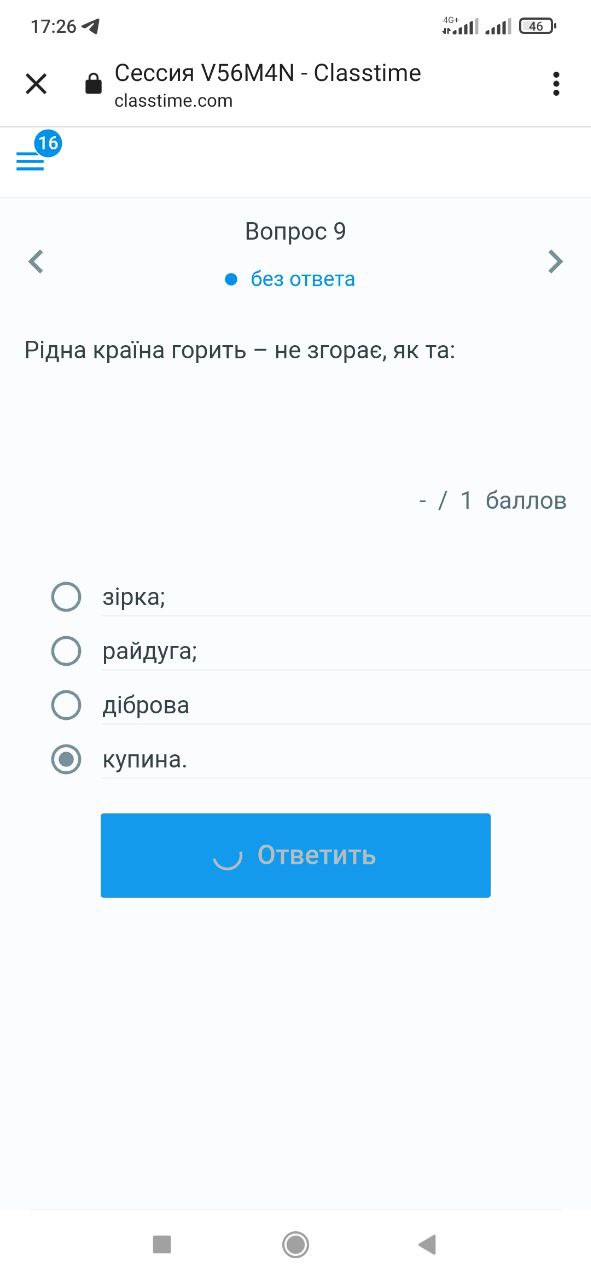 17:26
4G+
46
Сессия V56M4N - Classtime
classtime.com
16
Вопрос 9
без ответа
Рідна країна горить – не згорає, як та:
- / 1 баллов
зірка;
райдуга;
діброва
купина.
Ответить